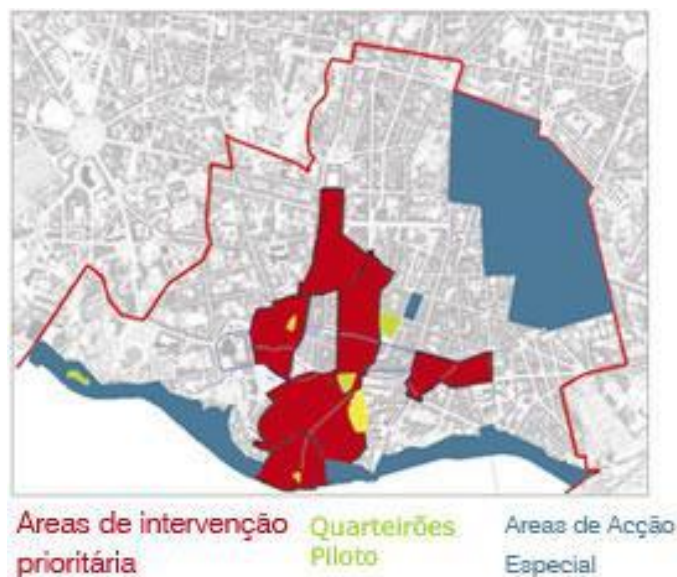 Areas de intervenção
prioritária
Quarteirões
Piloto
Areas de Acção
Especial